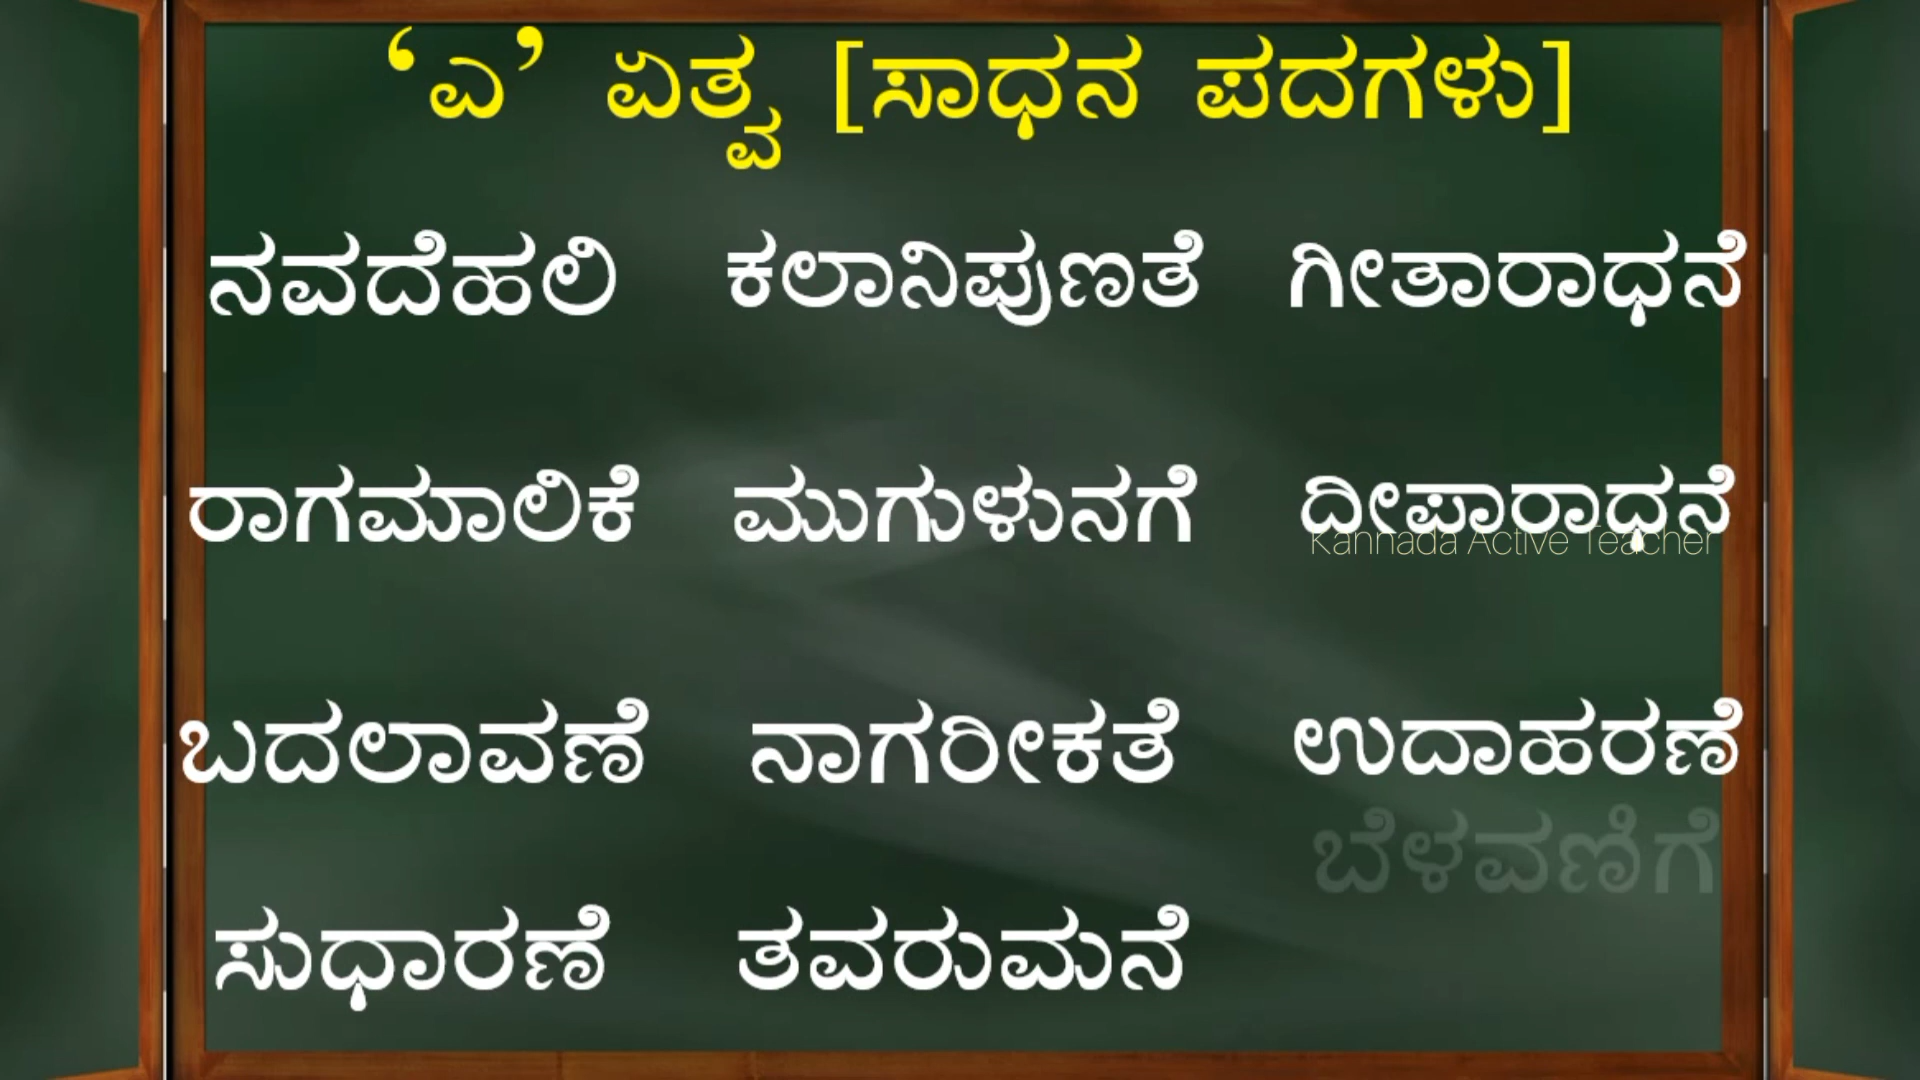 ‘ಎ’ ಏತ್ವ [ಸಾಧನ ಪದಗಳು]
ನವದೆಹಲಿ ಕಲಾನಿಪುಣತೆ ಗೀತಾರಾಧನೆ
ರಾಗಮಾಲಿಕೆ ಮುಗುಳುನಗೆ ದೀಪಾರಾಧನೆ
Kannada Active Teacher
ಬದಲಾವಣೆ ನಾಗರೀಕತೆ ಉದಾಹರಣೆ
ಬೆಳವಣಿಗೆ
ಸುಧಾರಣೆ ತವರುಮನೆ